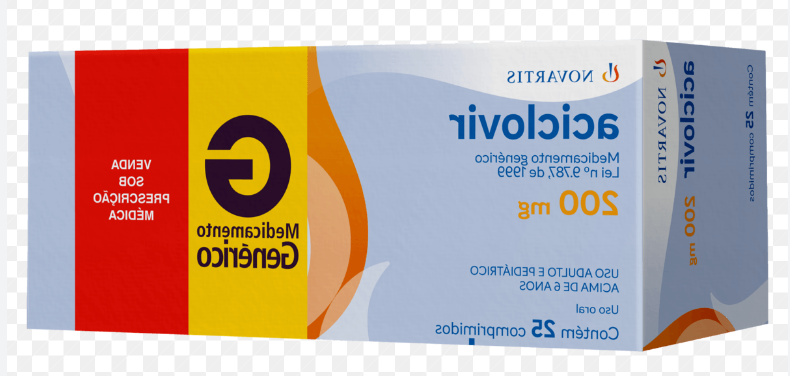 NOVARTIS
aciclovir
Medicamento genérico
Lei nº 9.787, de 1999
200 mg
USO ADULTO E PEDIÁTRICO
ACIMA DE 6 ANOS
Uso oral
Contém 25 comprimidos
G
Medicamento
Genérico
VENDA
SOB
PRESCRIÇÃO
MÉDICA
NOVARTIS
aciclovir
200 mg
Contém 25 comprimidos